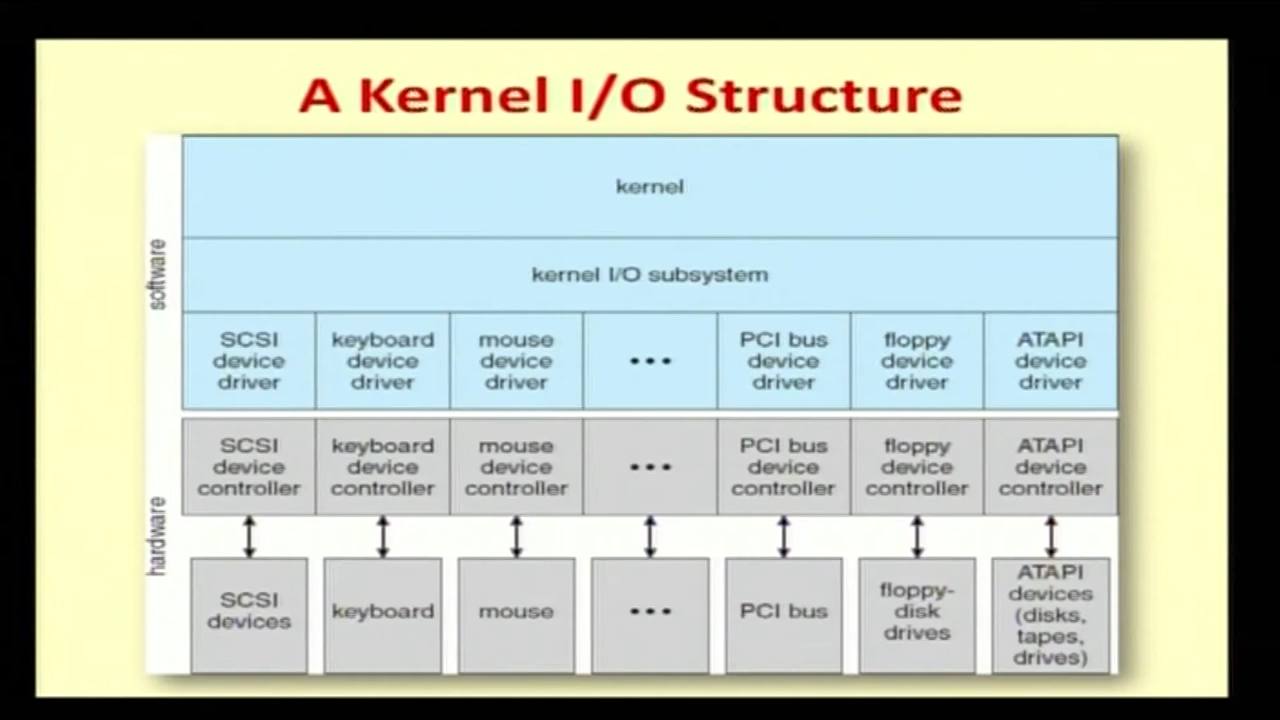 A Kernel I/O Structure
software
kernel
kernel I/O subsystem
SCSI
device
driver
keyboard
device
driver
mouse
device
driver
•••
PCI bus
device
driver
floppy
device
driver
ATAPI
device
driver
hardware
SCSI
device
controller
keyboard
device
controller
mouse
device
controller
•••
PCI bus
device
controller
floppy
device
controller
ATAPI
device
controller
SCSI
devices
keyboard
mouse
•••
PCI bus
floppy-
disk
drives
ATAPI
devices
(disks,
tapes,
drives)